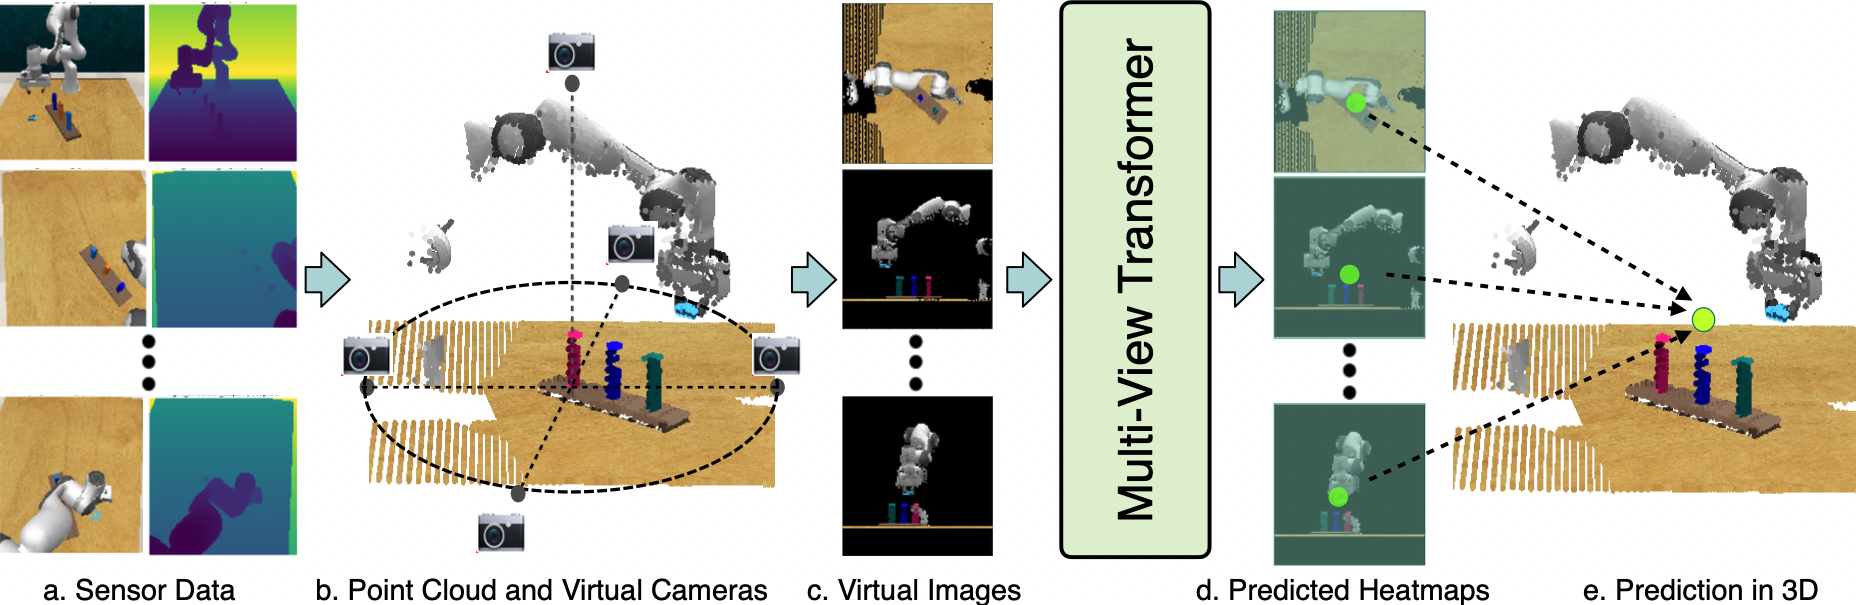 Multi-View Transformer
a. Sensor Data
b. Point Cloud and Virtual Cameras
c. Virtual Images
d. Predicted Heatmaps
e. Prediction in 3D